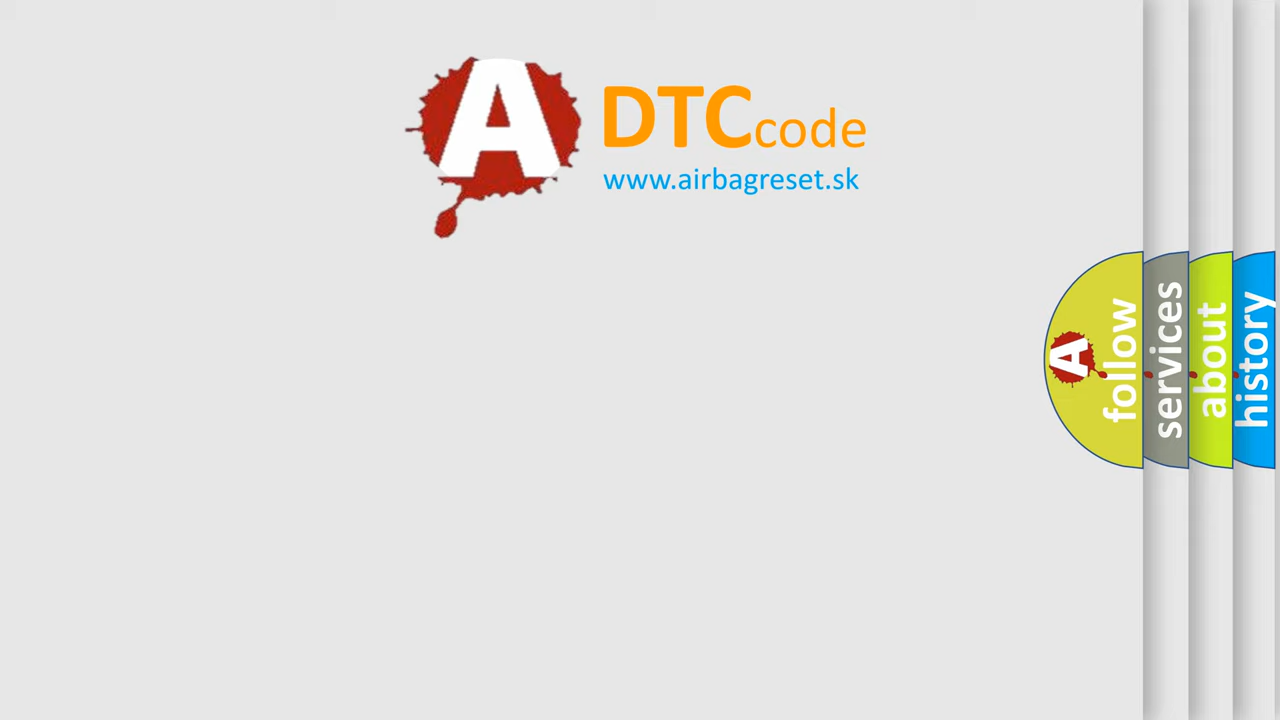 A DTCcode
www.airbagreset.sk
A follow
services
about
history